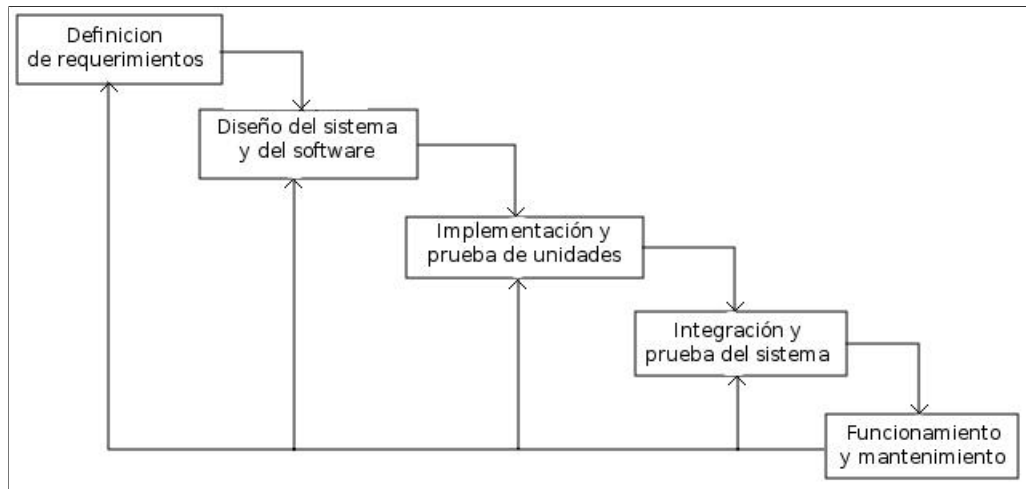 Definicion
de requerimientos
Diseño del sistema
y del software
Implementación y
prueba de unidades
Integración y
prueba del sistema
Funcionamiento
y mantenimiento